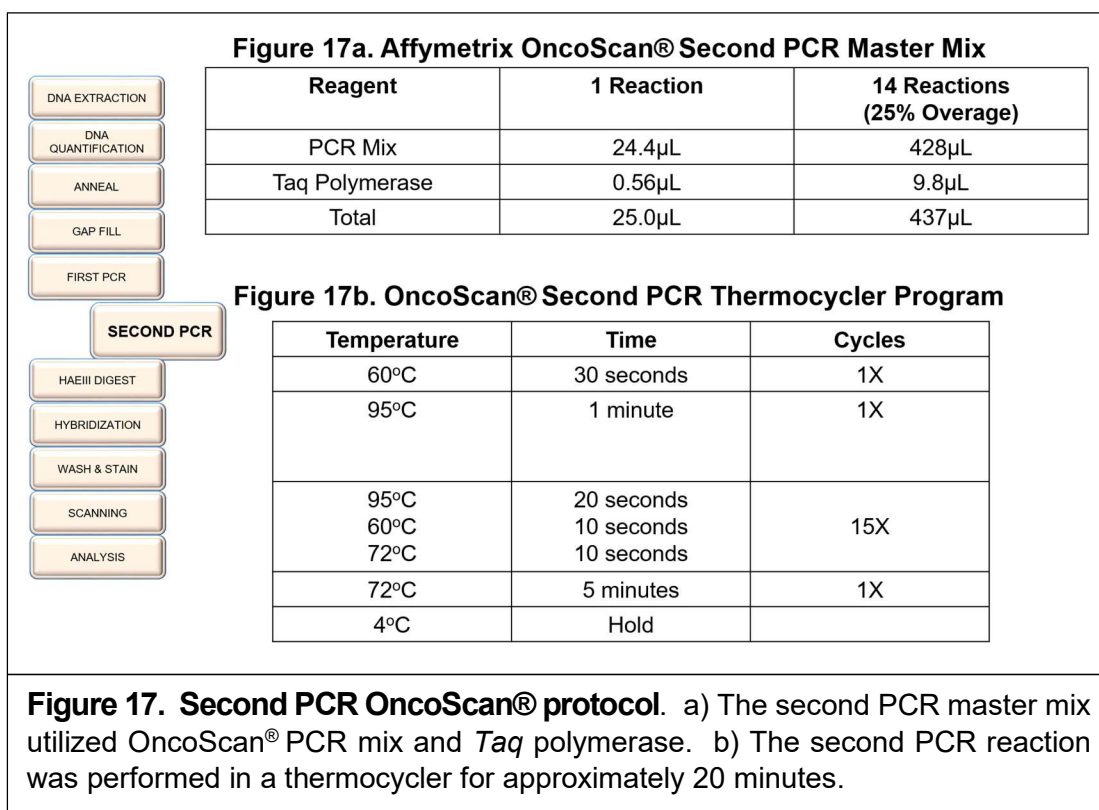 Figure 17a. Affymetrix OncoScan® Second PCR Master Mix
DNA EXTRACTION
DNA
QUANTIFICATION
ANNEAL
GAP FILL
FIRST PCR
SECOND PCR
HAEIII DIGEST
HYBRIDIZATION
WASH & STAIN
SCANNING
ANALYSIS
Reagent 1 Reaction 14 Reactions
(25% Overage)
PCR Mix 24.4µL 428µL
Taq Polymerase 0.56µL 9.8µL
Total 25.0µL 437µL
Figure 17b. OncoScan® Second PCR Thermocycler Program
Temperature Time Cycles
60°C 30 seconds 1X
95°C 1 minute 1X
95°C 20 seconds
60°C 10 seconds 15X
72°C 10 seconds
72°C 5 minutes 1X
4°C Hold
Figure 17. Second PCR OncoScan® protocol. a) The second PCR master mix
utilized OncoScan® PCR mix and Taq polymerase. b) The second PCR reaction
was performed in a thermocycler for approximately 20 minutes.